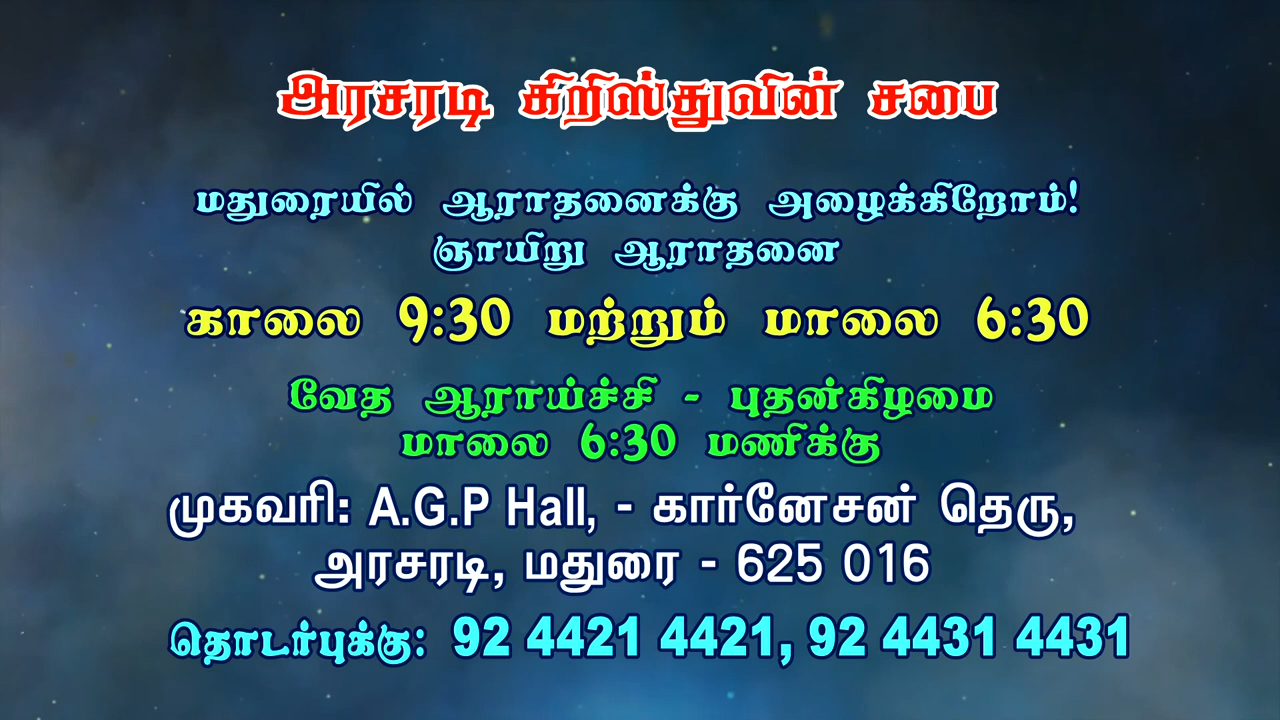 அரசரடி கிறிஸ்துவின் சபை
மதுரையில் ஆராதனைக்கு அழைக்கிறோம்!
ஞாயிறு ஆராதனை
காலை 9:30 மற்றும் மாலை 6:30
வேத ஆராய்ச்சி - புதன்கிழமை
மாலை 6:30 மணிக்கு
முகவரி: A.G.P Hall, - கார்னேசன் தெரு,
அரசரடி, மதுரை - 625 016
தொடர்புக்கு: 92 4421 4421, 92 4431 4431